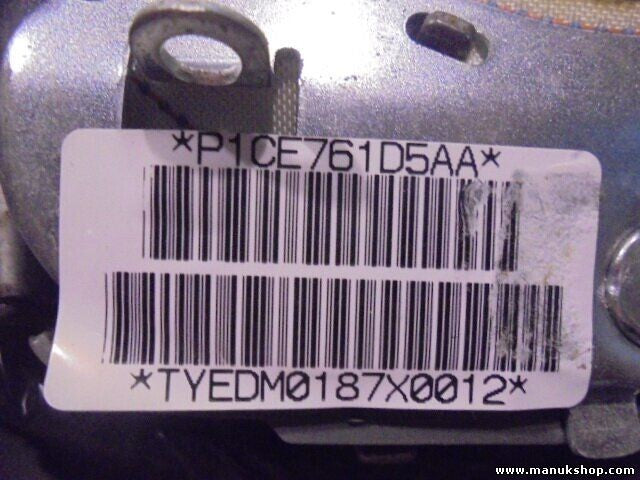 *P1CE761D5AA*
*TYEDM0187X0012*
www.manukshop.com